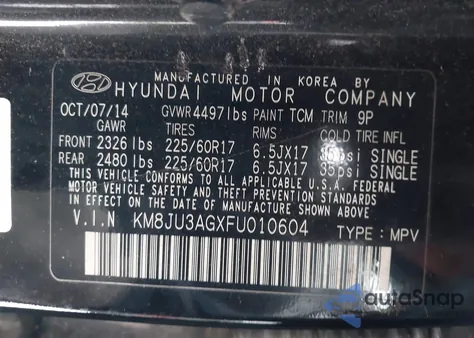 MANUFACTURED IN KOREA BY
HYUNDAI MOTOR COMPANY
OCT/07/14 GVWR 4497lbs PAINT TCM TRIM 9P
GAWR TIRES RIMS COLD TIRE INFL
FRONT 2326 lbs 225/60R17 6.5JX17 35psi SINGLE
REAR 2480 lbs 225/60R17 6.5JX17 35psi SINGLE
THIS VEHICLE CONFORMS TO ALL APPLICABLE FEDERAL
MOTOR VEHICLE SAFETY, BUMPER, AND THEFT PREVENTION
STANDARDS IN EFFECT ON THE DATE OF MANUFACTURE SHOWN ABOVE.
V.I.N KM8JU3AGXFU010604 TYPE : MPV
autoSnap